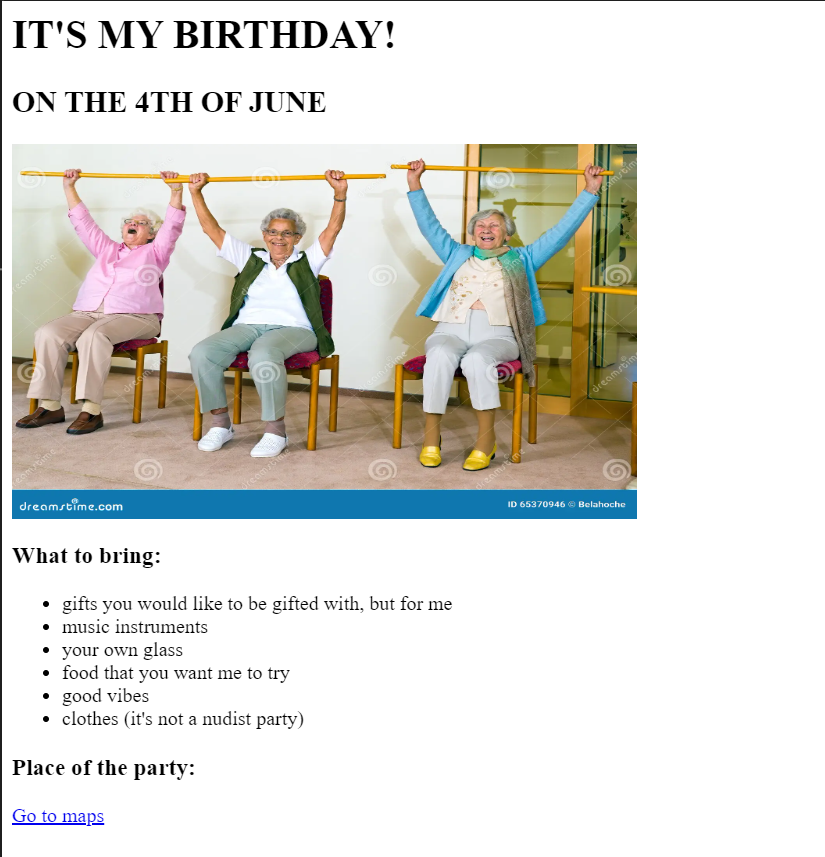 IT'S MY BIRTHDAY!
ON THE 4TH OF JUNE
dreamstime.com
ID 65370946 © Belahoche
What to bring:
gifts you would like to be gifted with, but for me
music instruments
your own glass
food that you want me to try
good vibes
clothes (it's not a nudist party)
Place of the party:
Go to maps